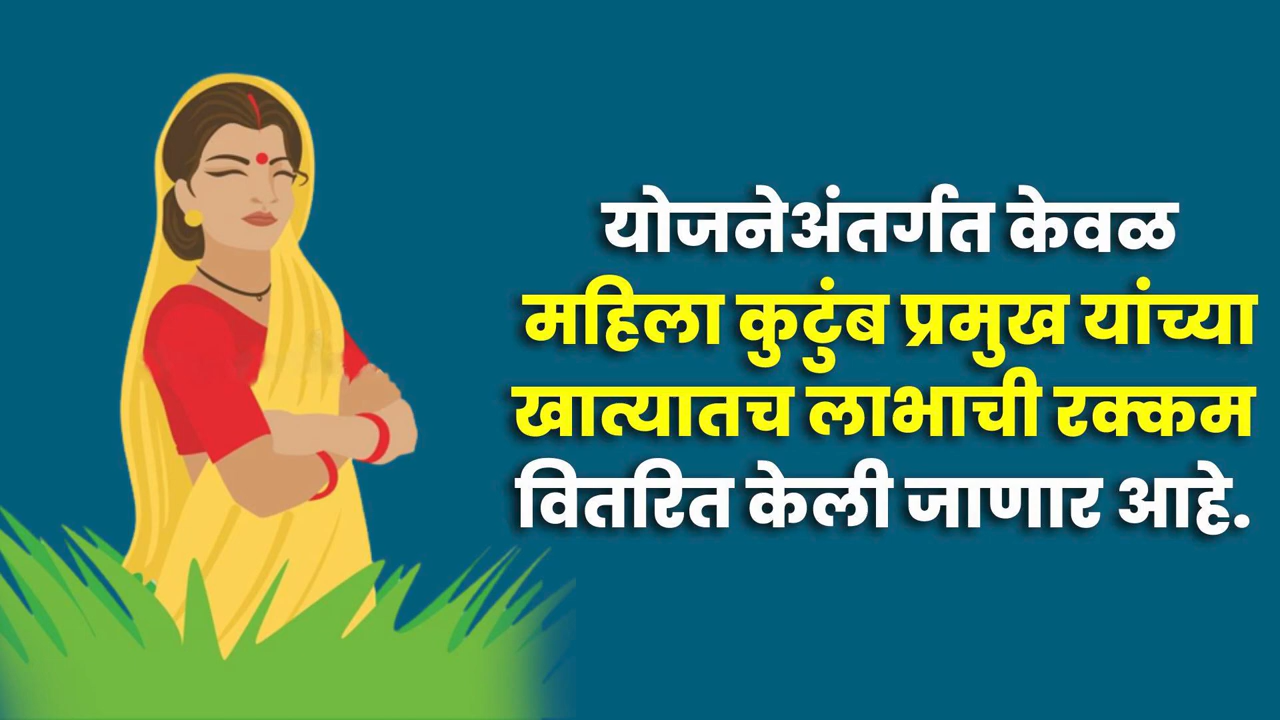 योजनेअंतर्गत केवळ
महिला कुटुंब प्रमुख यांच्या
खात्यातच लाभाची रक्कम
वितरित केली जाणार आहे.